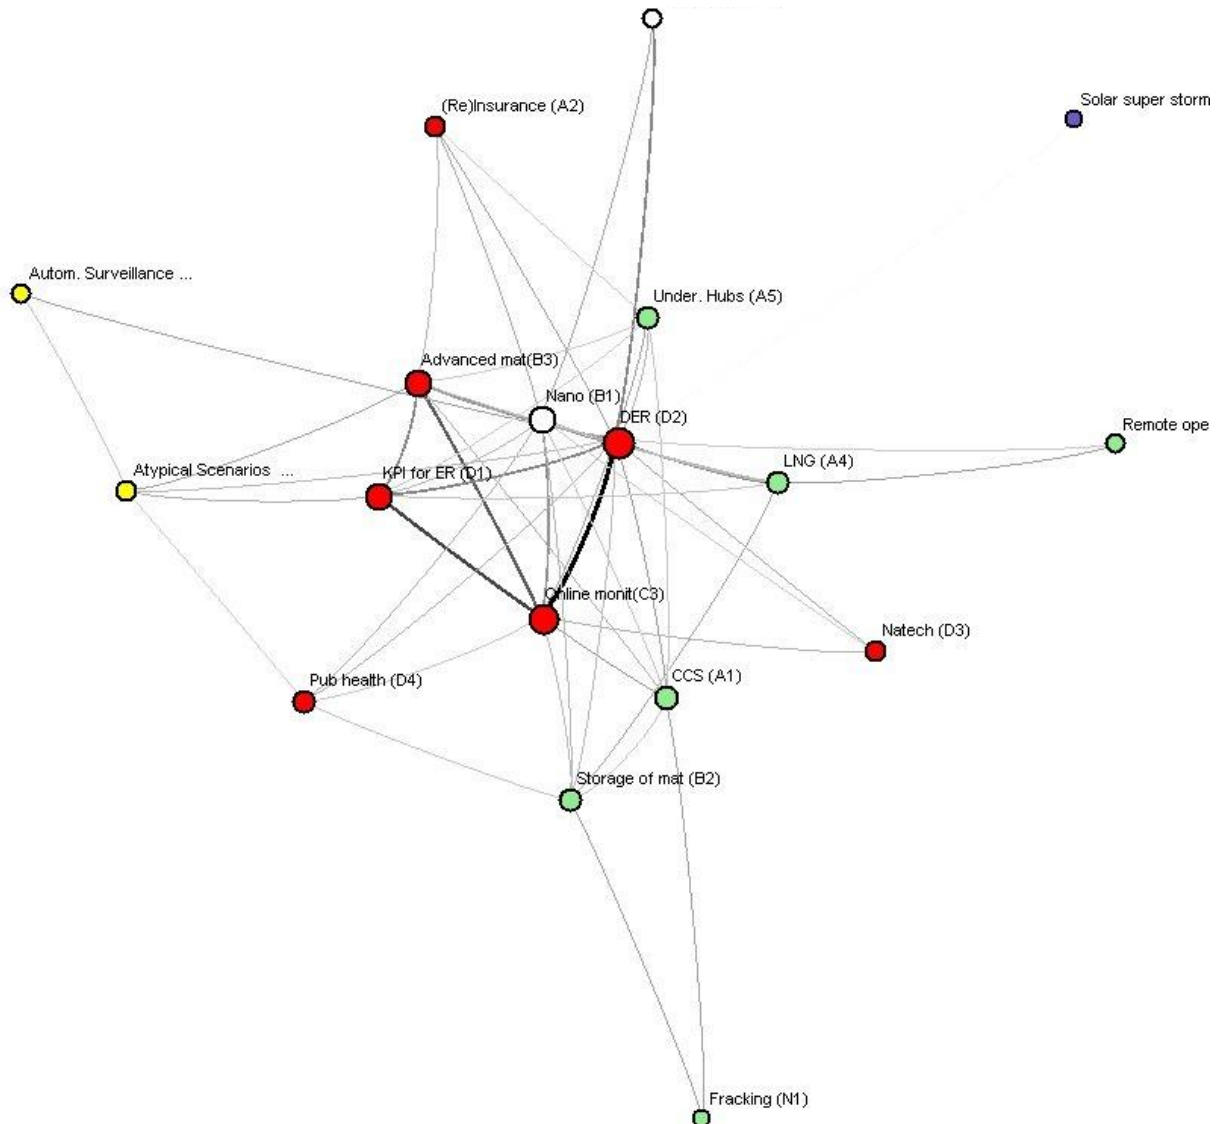 (Re)Insurance (A2)
Solar super storm
Autom. Surveillance ...
Under. Hubs (A5)
Advanced mat(B3)
Nano (B1)
DER (D2)
Remote ope
LNG (A4)
Atypical Scenarios ...
KPI for ER (D1)
Online monit(C3)
Natech (D3)
CCS (A1)
Pub health (D4)
Storage of mat (B2)
Fracking (N1)